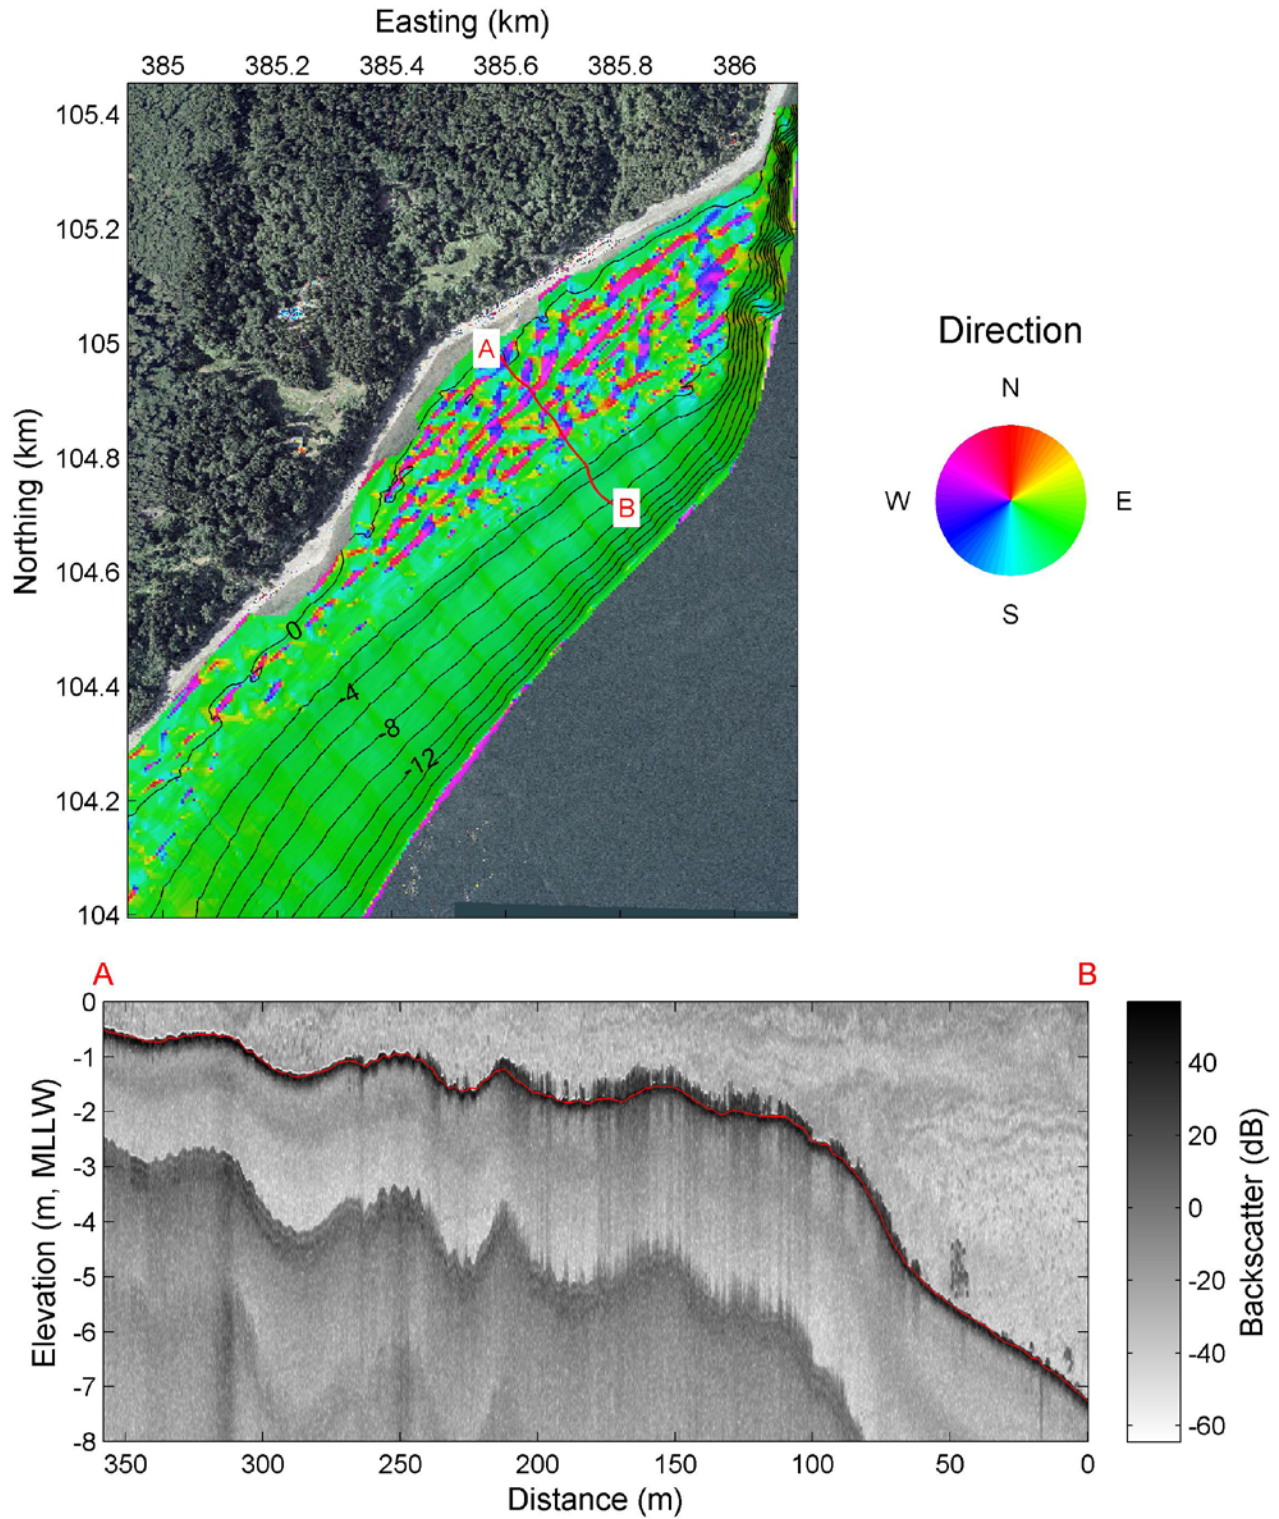 Easting (km)
385 385.2 385.4 385.6 385.8 386
Northing (km)
105.4
105.2
105
104.8
104.6
104.4
104.2
104
A
B
0
-4
-8
-12
Direction
N
W E
S
A B
Elevation (m, MLLW)
0
-1
-2
-3
-4
-5
-6
-7
-8
350 300 250 200 150 100 50 0
Distance (m)
40
20
0
-20
-40
-60
Backscatter (dB)